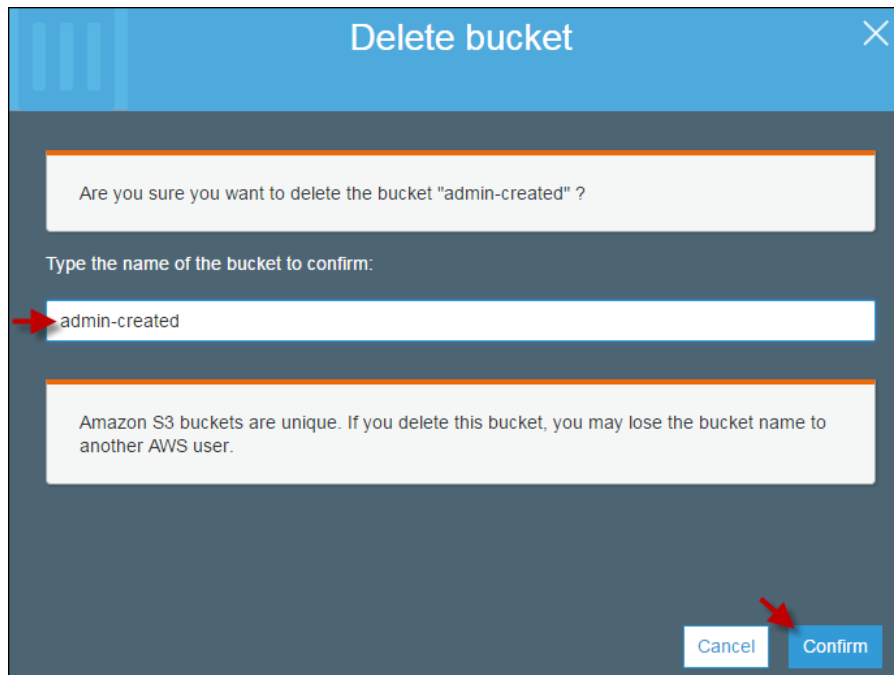 Delete bucket
Are you sure you want to delete the bucket "admin-created" ?
Type the name of the bucket to confirm:
admin-created
Amazon S3 buckets are unique. If you delete this bucket, you may lose the bucket name to
another AWS user.
Cancel
Confirm